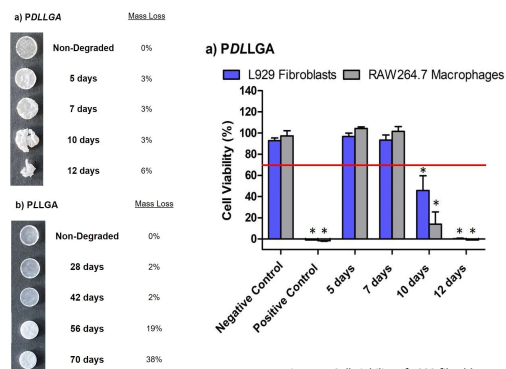 a) PDLLGA
Mass Loss
Non-Degraded 0%
5 days 3%
7 days 3%
10 days 3%
12 days 6%
b) PLLGA
Mass Loss
Non-Degraded 0%
28 days 2%
42 days 2%
56 days 19%
70 days 38%
a) PDLLGA
L929 Fibroblasts RAW264.7 Macrophages
Cell Viability (%)
140
120
100
80
60
40
20
0
* *
*
*
* *
Negative Control
Positive Control
5 days
7 days
10 days
12 days